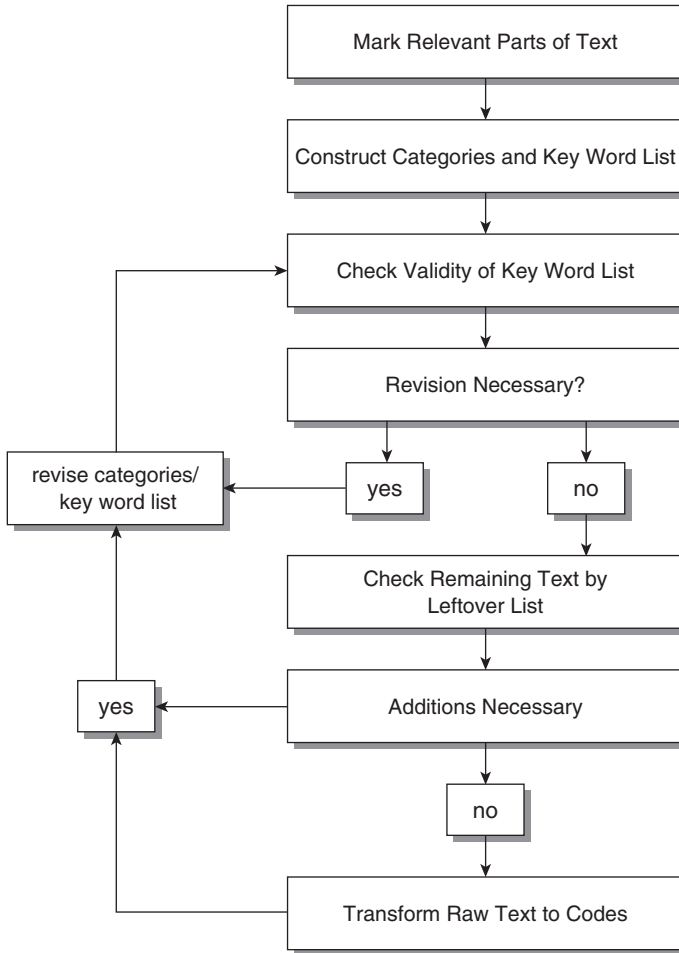 Mark Relevant Parts of Text
Construct Categories and Key Word List
Check Validity of Key Word List
Revision Necessary?
revise categories/
key word list
yes
no
Check Remaining Text by
Leftover List
yes
Additions Necessary
no
Transform Raw Text to Codes